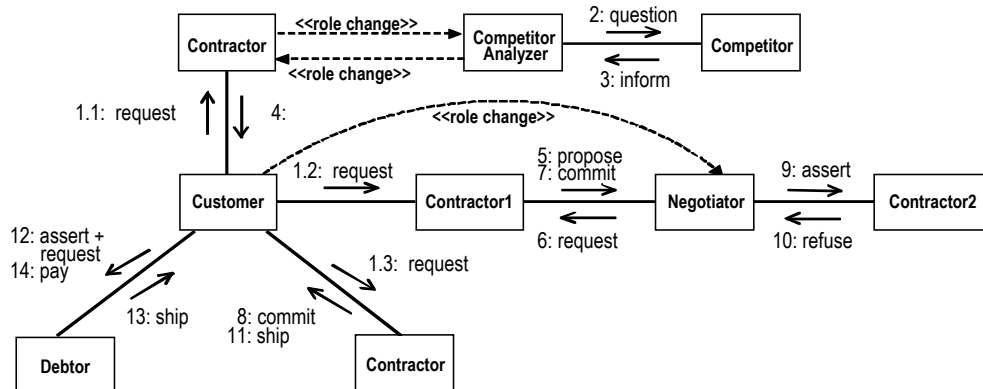 <<role change>>
2: question
Contractor
Competitor
Analyzer
Competitor
<<role change>>
3: inform
1.1: request
4:
<<role change>>
1.2: request
5: propose
7: commit
9: assert
Customer
Contractor1
Negotiator
Contractor2
6: request
10: refuse
12: assert +
request
14: pay
1.3: request
13: ship
8: commit
11: ship
Debtor
Contractor